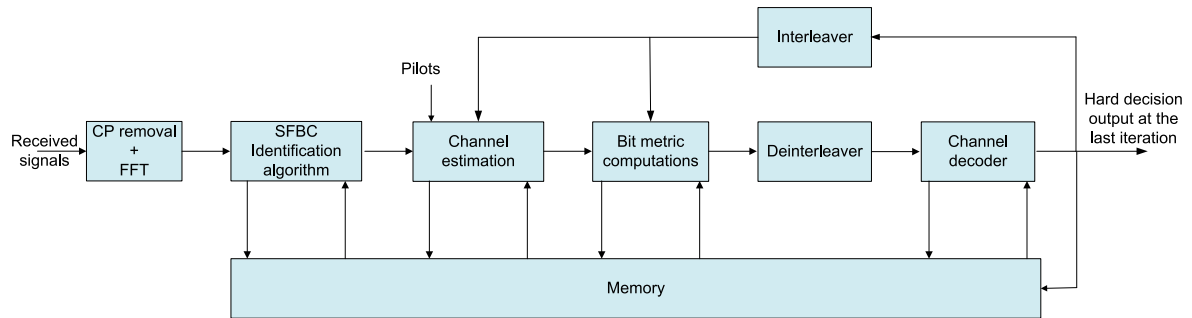 Interleaver
Pilots
Hard decision
output at the
last iteration
Received
signals
CP removal
+
FFT
SFBC
Identification
algorithm
Channel
estimation
Bit metric
computations
Deinterleaver
Channel
decoder
Memory